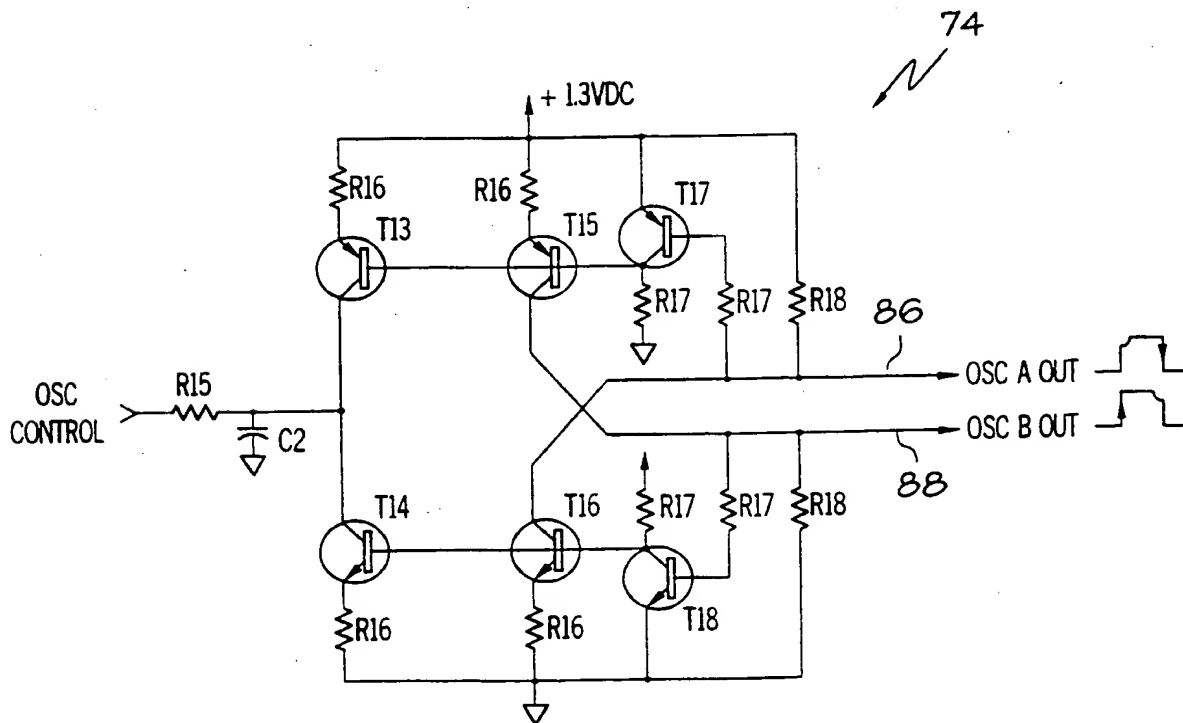 74
+ 1.3VDC
R16
R16
T17
T13
T15
R17
R17
R18
86
OSC A OUT
R15
OSC
CONTROL
C2
OSC B OUT
88
T14
T16
R17
R17
R18
T18
R16
R16